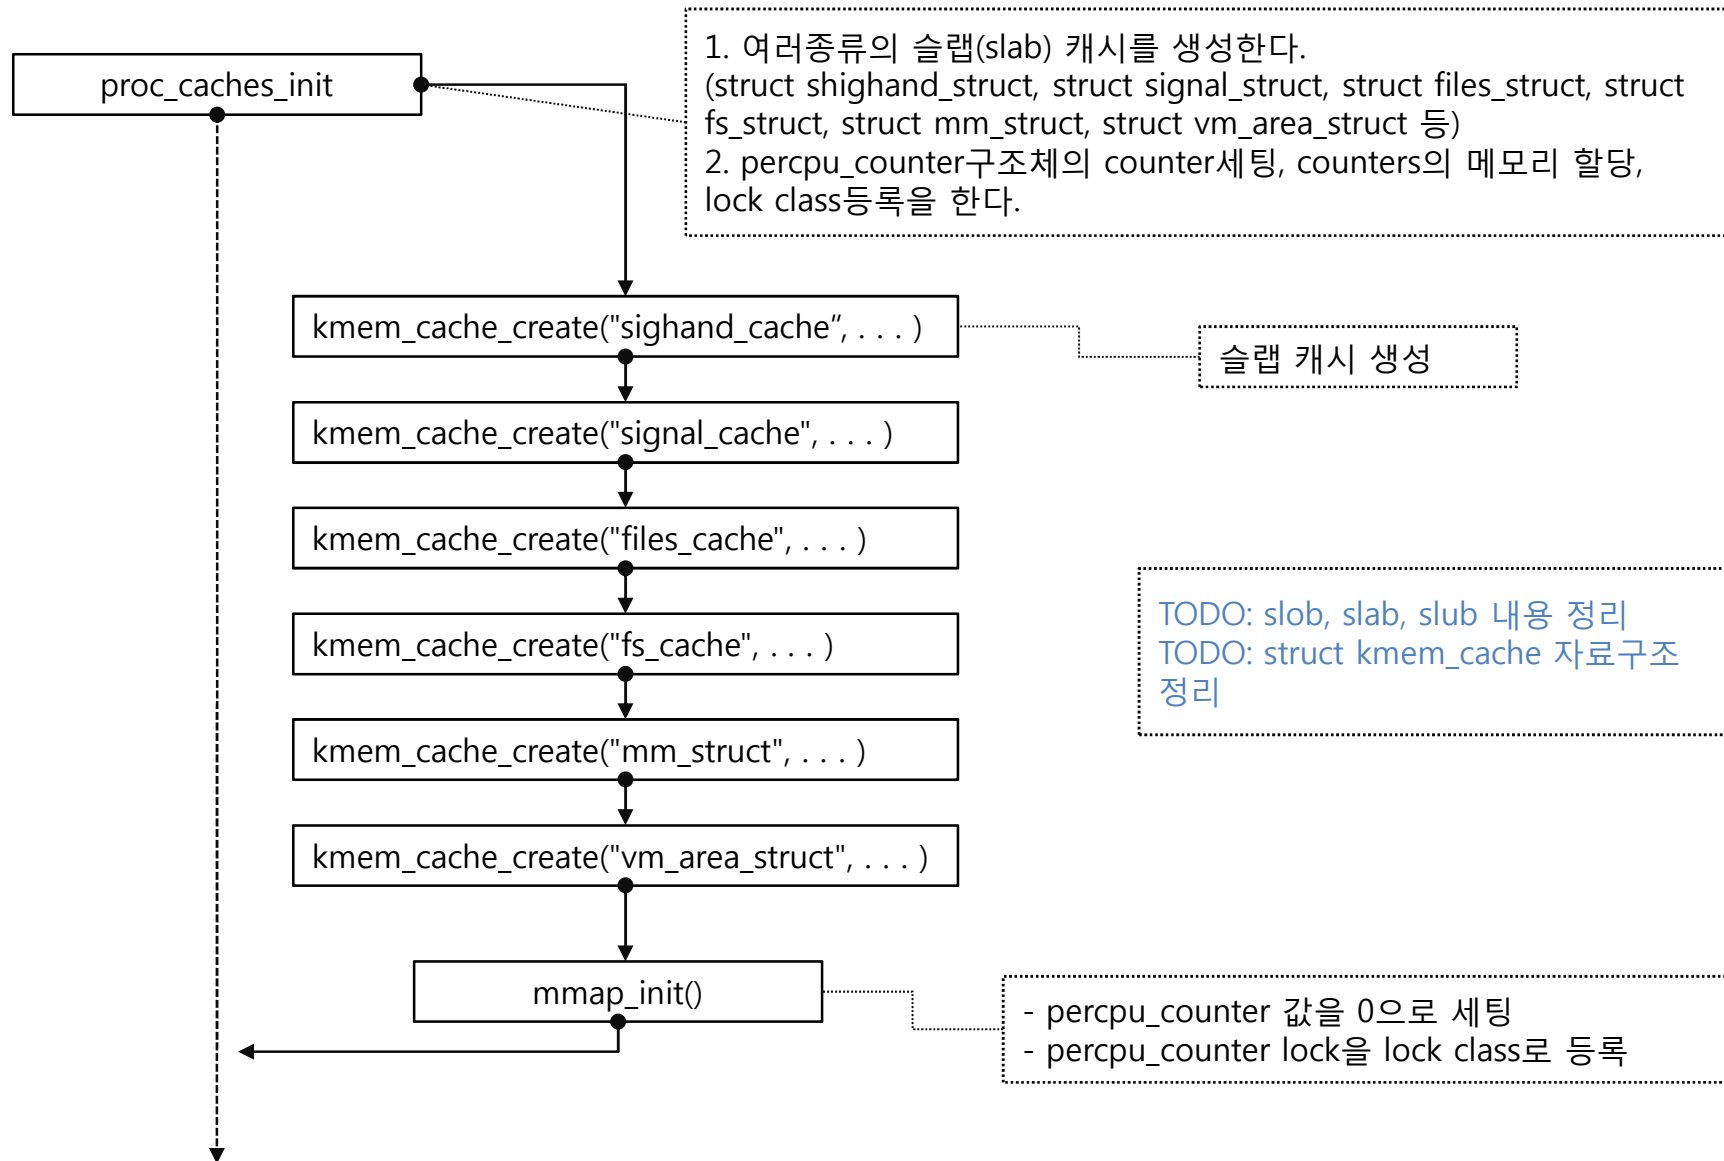 proc_caches_init
1. 여러종류의 슬랩(slab) 캐시를 생성한다.
(struct shighand_struct, struct signal_struct, struct files_struct, struct
fs_struct, struct mm_struct, struct vm_area_struct 등)
2. percpu_counter구조체의 counter세팅, counters의 메모리 할당,
lock class등록을 한다.
kmem_cache_create("sighand_cache“, . . . )
슬랩 캐시 생성
kmem_cache_create("signal_cache", . . . )
kmem_cache_create("files_cache", . . . )
kmem_cache_create("fs_cache", . . . )
TODO: slob, slab, slub 내용 정리
TODO: struct kmem_cache 자료구조
정리
kmem_cache_create("mm_struct", . . . )
kmem_cache_create("vm_area_struct", . . . )
mmap_init()
- percpu_counter 값을 0으로 세팅
- percpu_counter lock을 lock class로 등록